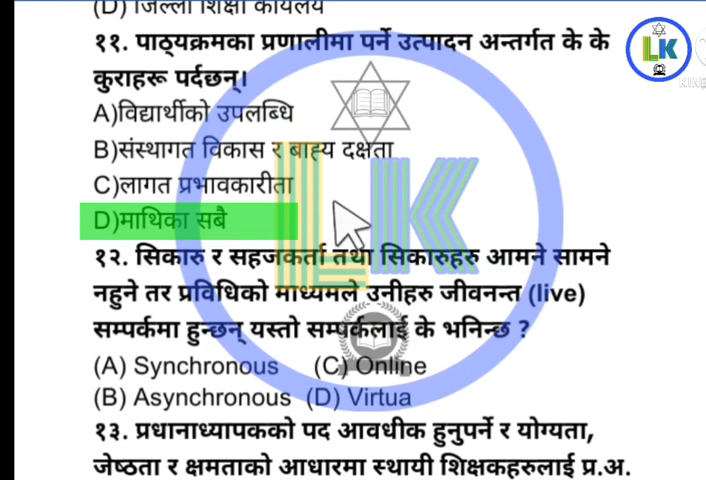 (D) जिल्ला शिक्षा कार्यलय
११. पाठ्यक्रमका प्रणालीमा पर्ने उत्पादन अन्तर्गत के के
कुराहरू पर्दछन्।
A)विद्यार्थीको उपलब्धि
B)संस्थागत विकास र बाह्य दक्षता
C)लागत प्रभावकारीता
D)माथिका सबै
१२. सिकारु र सहजकर्ता तथा सिकारुहरु आमने सामने
नहुने तर प्रविधिको माध्यमले उनीहरु जीवनन्त (live)
सम्पर्कमा हुन्छन् यस्तो सम्पर्कलाई के भनिन्छ ?
(A) Synchronous (C) Online
(B) Asynchronous (D) Virtua
१३. प्रधानाध्यापकको पद आवधीक हुनुपर्ने र योग्यता,
जेष्ठता र क्षमताको आधारमा स्थायी शिक्षकहरुलाई प्र.अ.
LK
LK